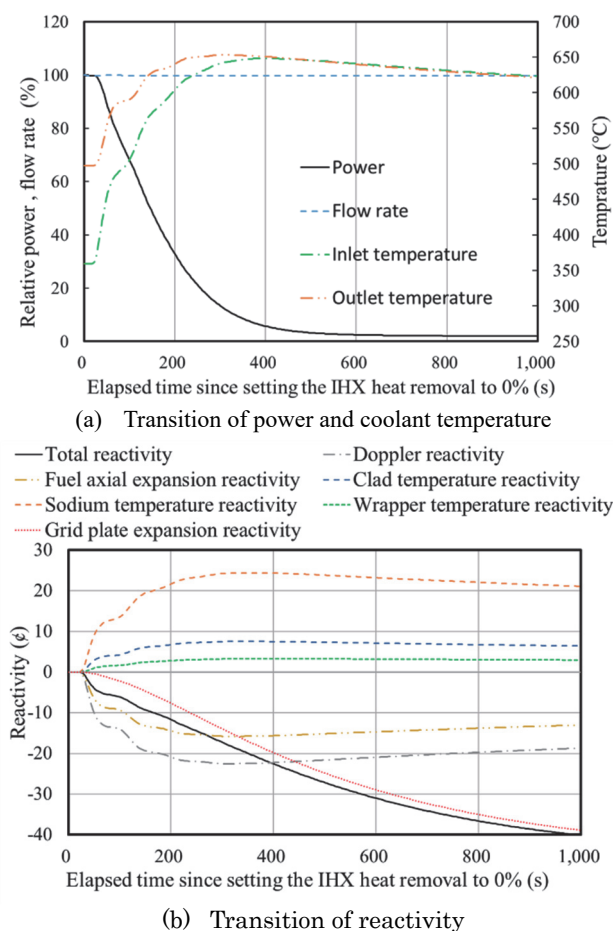 120
100
80
60
40
20
0
Relative power , flow rate (%)
700
650
600
550
500
450
400
350
300
250
Temprature (℃)
Power
Flow rate
Inlet temperature
Outlet temperature
0 200 400 600 800 1,000
Elapsed time since setting the IHX heat removal to 0% (s)
(a) Transition of power and coolant temperature
Total reactivity Doppler reactivity
Fuel axial expansion reactivity Clad temperature reactivity
Sodium temperature reactivity Wrapper temperature reactivity
Grid plate expansion reactivity
30
20
10
0
-10
-20
-30
-40
Reactivity (¢)
0 200 400 600 800 1,000
Elapsed time since setting the IHX heat removal to 0% (s)
(b) Transition of reactivity